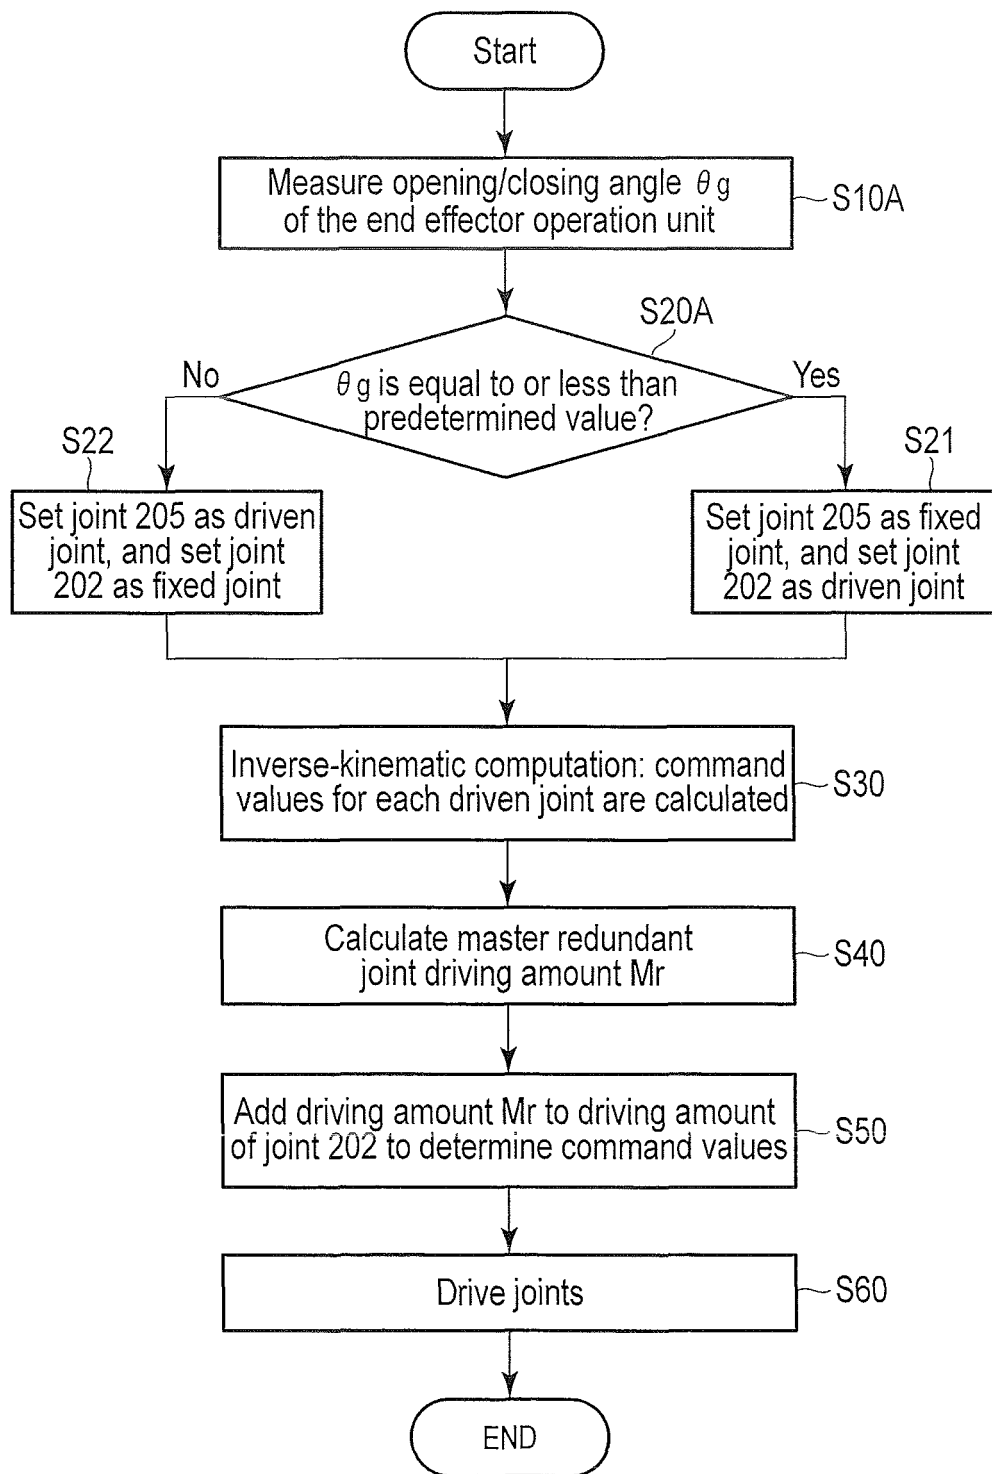 Start
Measure opening/closing angle θg
of the end effector operation unit
S10A
S20A
No
θg is equal to or less than
predetermined value?
Yes
S22
S21
Set joint 205 as driven
joint, and set joint
202 as fixed joint
Set joint 205 as fixed
joint, and set joint
202 as driven joint
Inverse-kinematic computation: command
values for each driven joint are calculated
S30
Calculate master redundant
joint driving amount Mr
S40
Add driving amount Mr to driving amount
of joint 202 to determine command values
S50
Drive joints
S60
END